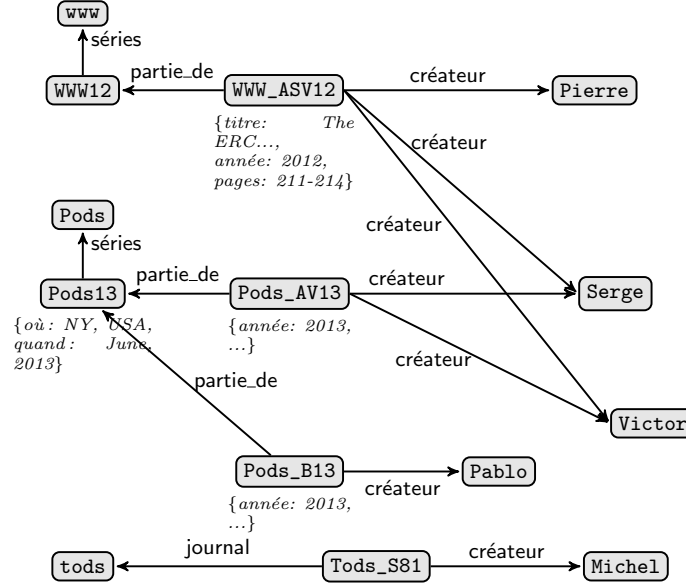 www
séries
partie_de
créateur
WWW12
WWW_ASV12
Pierre
{titre: The
ERC...,
année: 2012,
pages: 211-214}
créateur
créateur
Pods
séries
partie_de
créateur
Pods13
Pods_AV13
Serge
{où: NY, USA,
quand: June,
2013}
{année: 2013,
...}
créateur
partie_de
Victor
Pods_B13
Pablo
créateur
{année: 2013,
...}
journal
créateur
tods
Tods_S81
Michel